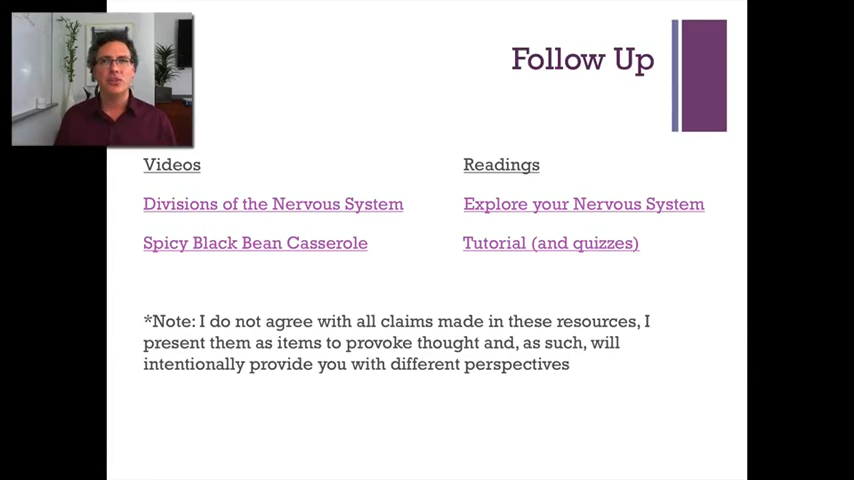 Follow Up
Videos
Divisions of the Nervous System
Spicy Black Bean Casserole
Readings
Explore your Nervous System
Tutorial (and quizzes)
*Note: I do not agree with all claims made in these resources, I
present them as items to provoke thought and, as such, will
intentionally provide you with different perspectives